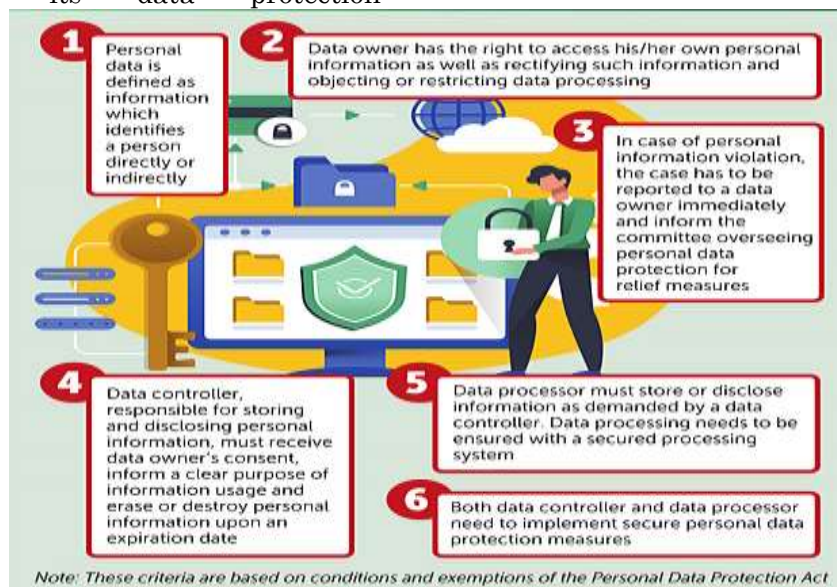 its data protection
1
Personal
data is
defined as
information
which
identifies
a person
directly or
indirectly
2
Data owner has the right to access his/her own personal
information as well as rectifying such information and
objecting or restricting data processing
3
In case of personal
information violation,
the case has to be
reported to a data
owner immediately
and inform the
committee overseeing
personal data
protection for
relief measures
4
Data controller,
responsible for storing
and disclosing personal
information, must receive
data owner's consent,
inform a clear purpose of
information usage and
erase or destroy personal
information upon an
expiration date
5
Data processor must store or disclose
information as demanded by a data
controller. Data processing needs to be
ensured with a secured processing
system
6
Both data controller and data processor
need to implement secure personal data
protection measures
Note: These criteria are based on conditions and exemptions of the Personal Data Protection Act